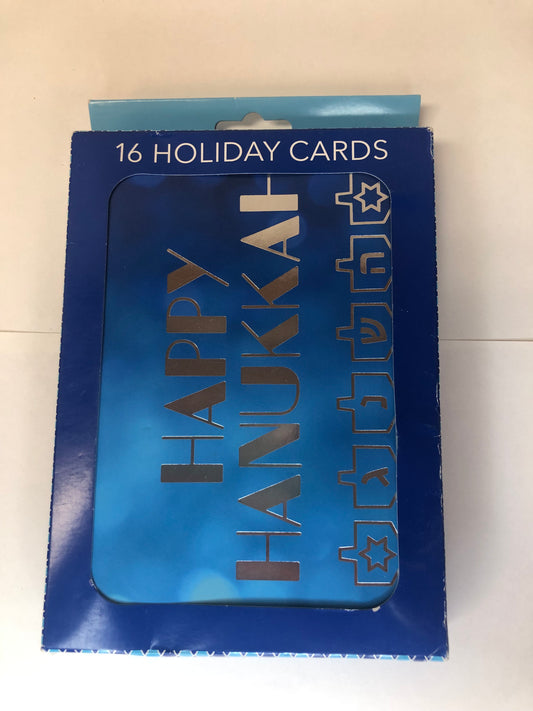 16 HOLIDAY CARDS
HAPPY
HANUKKAH
ה ש נ ג